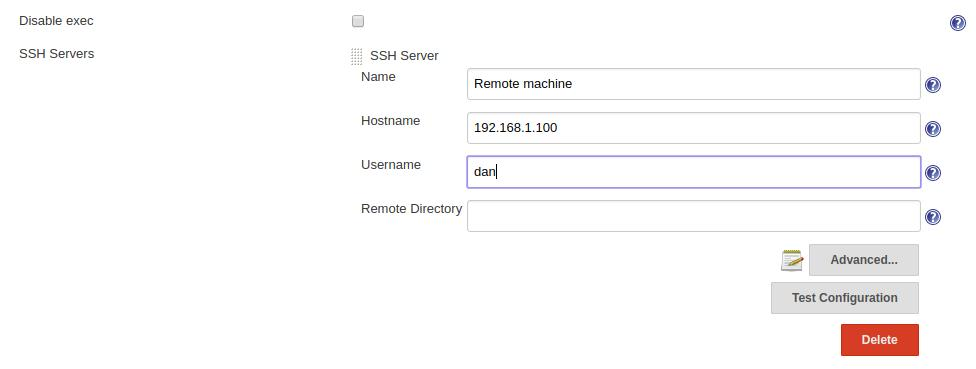 Disable exec
SSH Servers
SSH Server
Name
Remote machine
Hostname
192.168.1.100
Username
dan
Remote Directory
Advanced...
Test Configuration
Delete